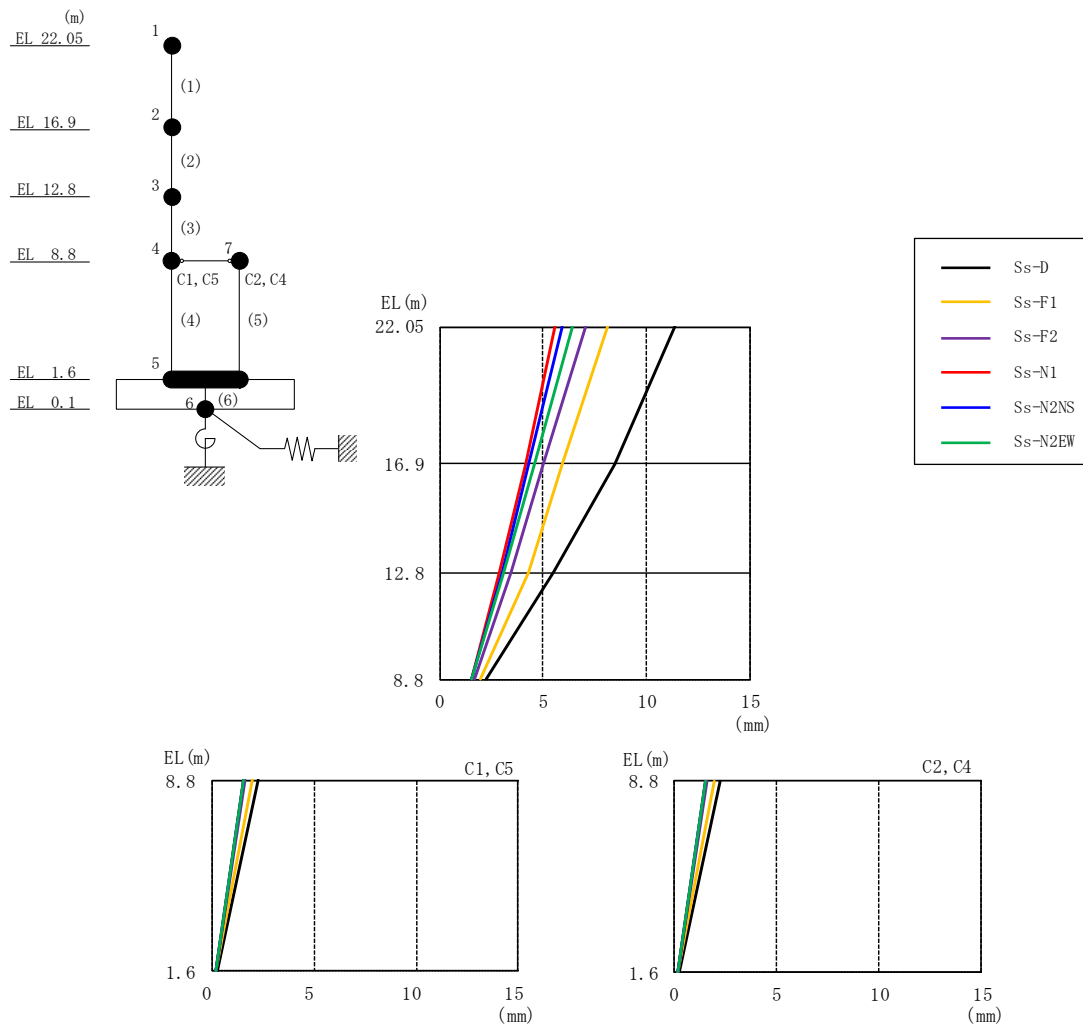 (m)
EL 22.05
EL 16.9
EL 12.8
EL 8.8
EL 1.6
EL 0.1
1
(1)
2
(2)
3
(3)
4
7
C1, C5
C2, C4
(4)
(5)
5
6
(6)
Ss-D
Ss-F1
Ss-F2
Ss-N1
Ss-N2NS
Ss-N2EW
EL(m)
22.05
16.9
12.8
8.8
0
5
10
15
(mm)
EL(m)
C1, C5
8.8
1.6
0
5
10
15
(mm)
EL(m)
C2, C4
8.8
1.6
0
5
10
15
(mm)